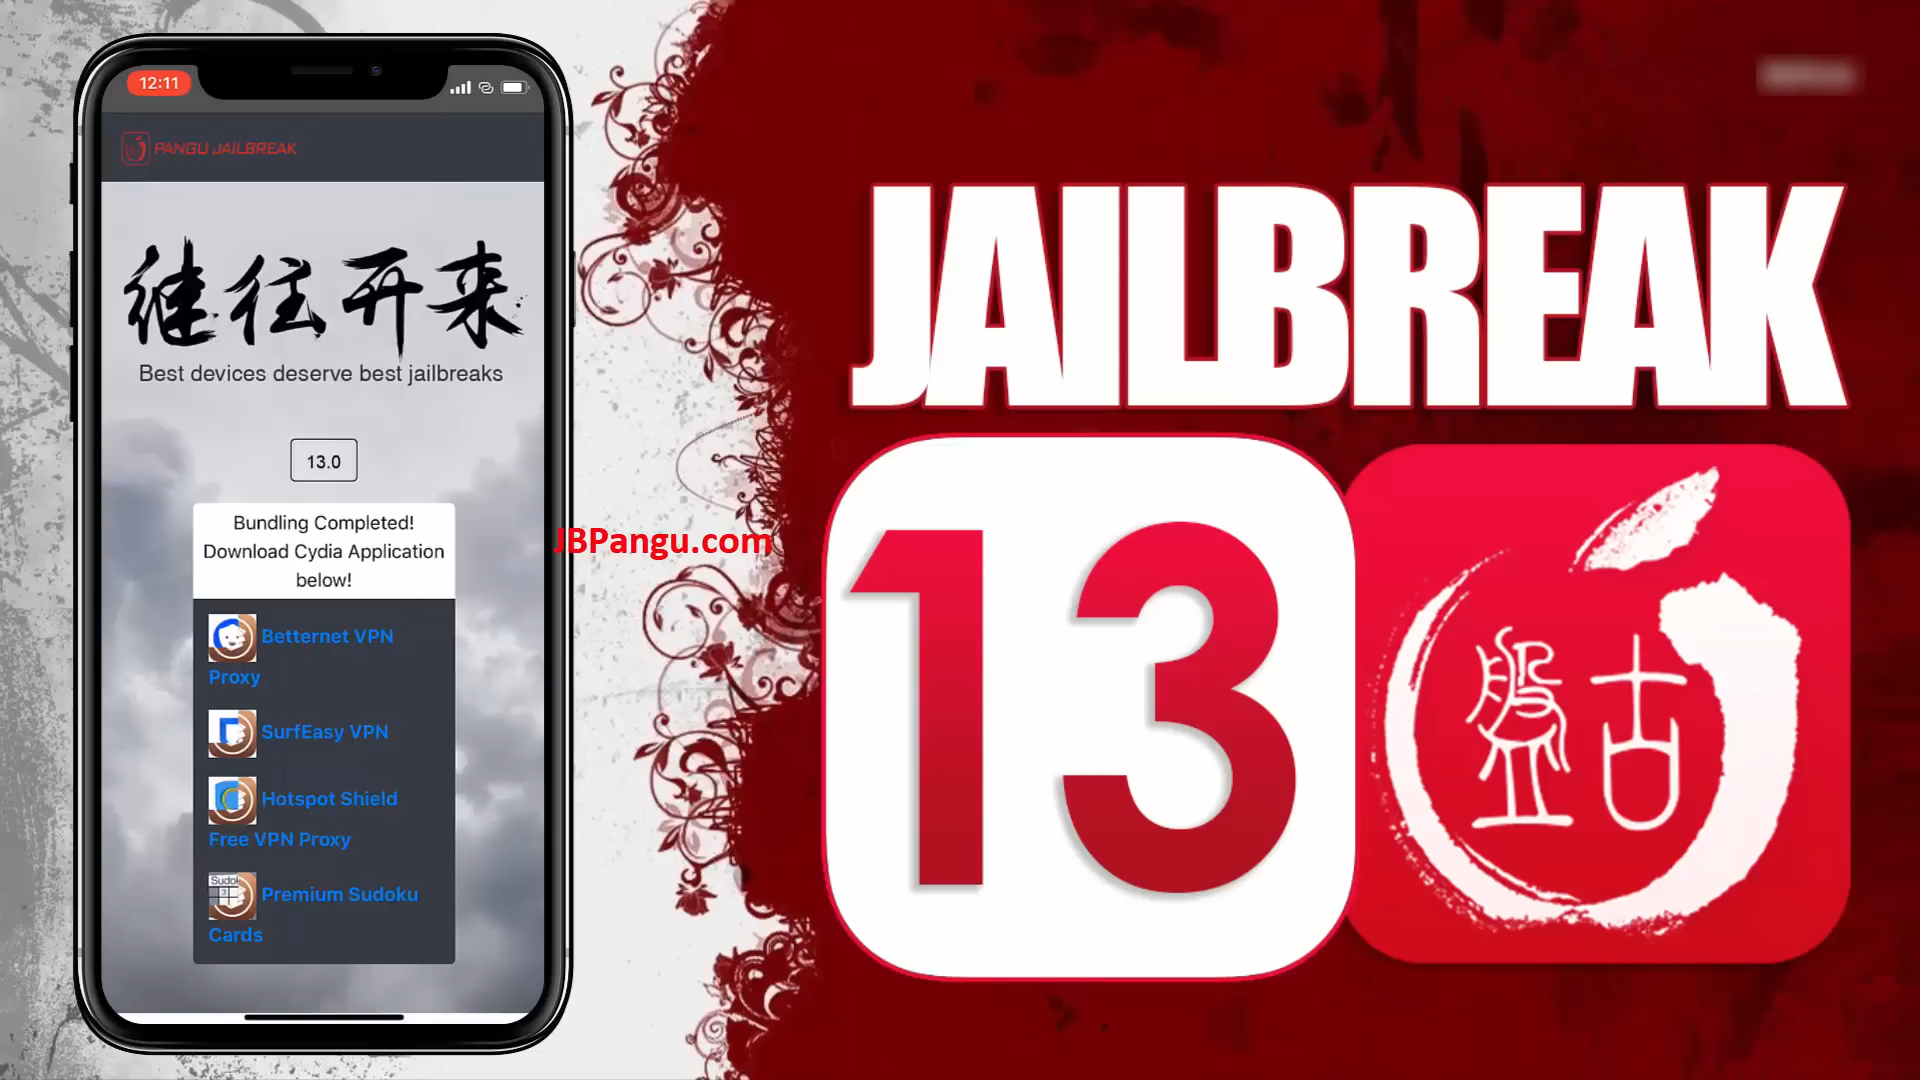 12:11
PANGU JAILBREAK
继往开来
Best devices deserve best jailbreaks
13.0
Bundling Completed!
Download Cydia Application
below!
Betternet VPN
Proxy
SurfEasy VPN
Hotspot Shield
Free VPN Proxy
Sudok
Premium Sudoku
Cards
JBPangu.com
JAILBREAK
13
盘古